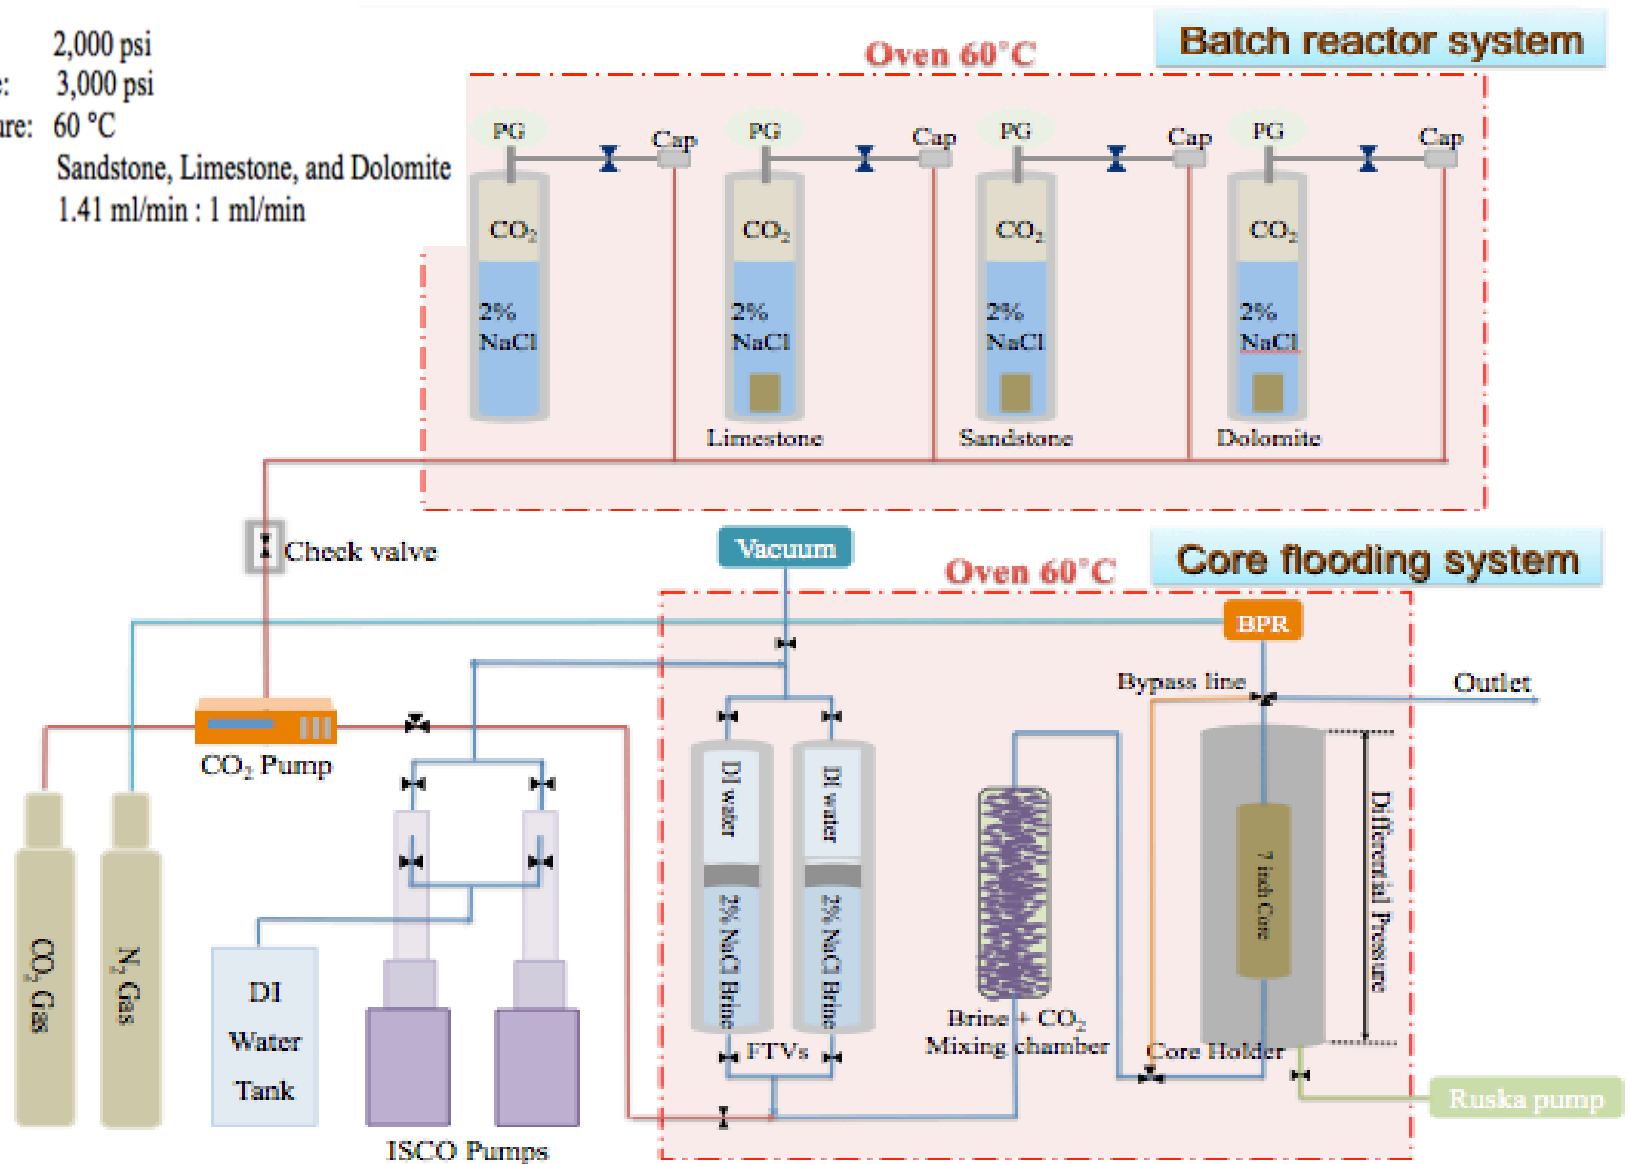 2,000 psi
e: 3,000 psi
ure: 60 °C
Sandstone, Limestone, and Dolomite
1.41 ml/min : 1 ml/min
Oven 60°C
Batch reactor system
PG
Cap
PG
Cap
PG
Cap
PG
Cap
CO₂
CO₂
CO₂
CO₂
2%
NaCl
2%
NaCl
2%
NaCl
2%
NaCl
Limestone
Sandstone
Dolomite
Check valve
Vacuum
Oven 60°C
Core flooding system
BPR
Bypass line
Outlet
CO₂ Pump
DI water
DI water
2% NaCl Brine
2% NaCl Brine
7 inch Core
Differential Pressure
CO₂ Gas
N₂ Gas
DI
Water
Tank
Brine + CO₂
Mixing chamber
FTVs
Core Holder
Ruska pump
ISCO Pumps